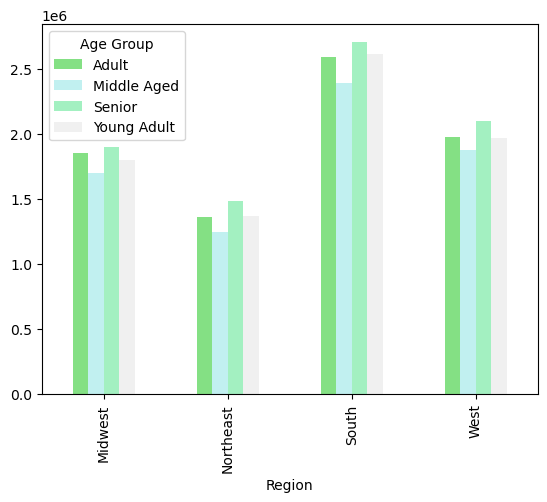 1e6
Age Group
Adult
Middle Aged
Senior
Young Adult
2.5
2.0
1.5
1.0
0.5
0.0
Midwest
Northeast
South
West
Region